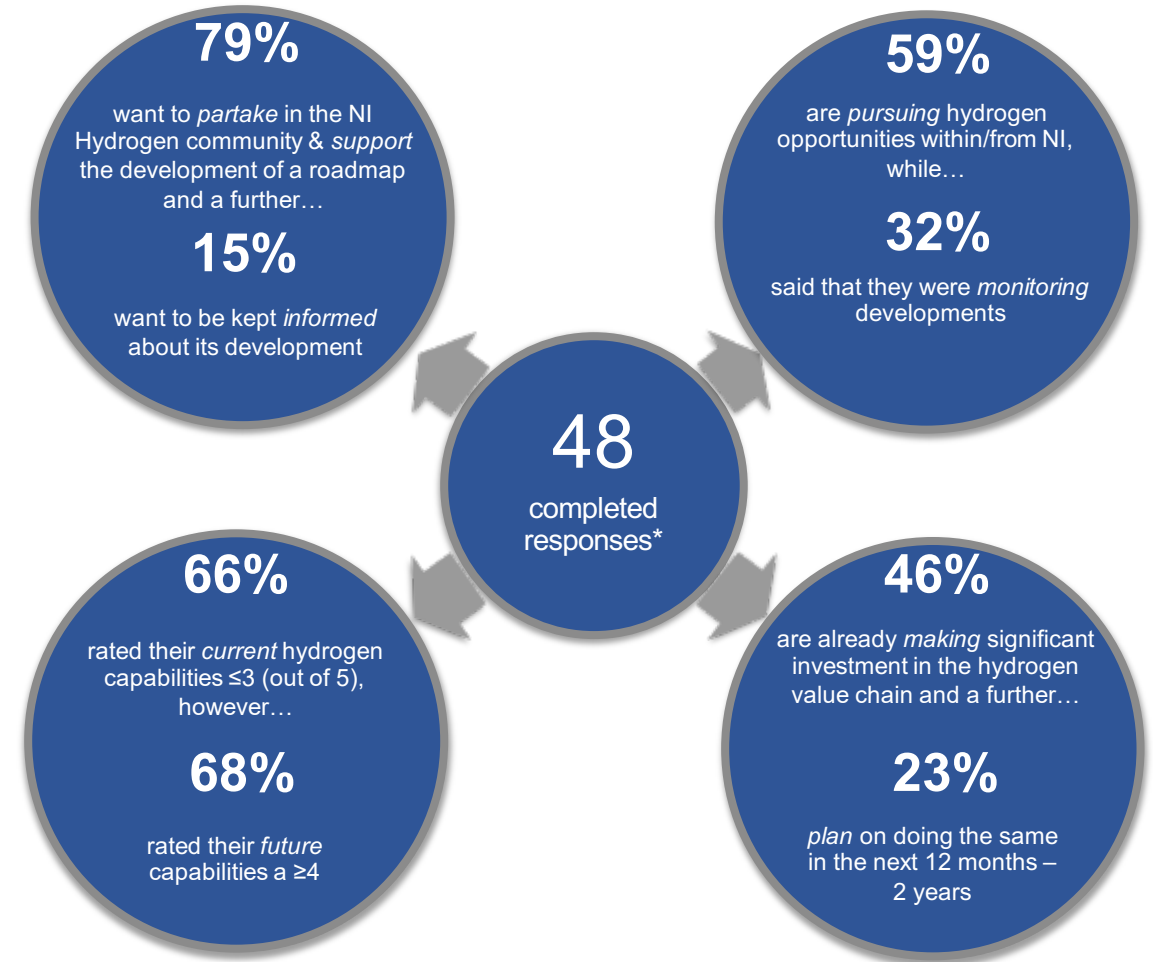 79%
want to partake in the NI
Hydrogen community & support
the development of a roadmap
and a further…
15%
want to be kept informed
about its development
59%
are pursuing hydrogen
opportunities within/from NI,
while…
32%
said that they were monitoring
developments
48
completed
responses*
66%
rated their current hydrogen
capabilities ≤3 (out of 5),
however…
68%
rated their future
capabilities a ≥4
46%
are already making significant
investment in the hydrogen
value chain and a further…
23%
plan on doing the same
in the next 12 months –
2 years